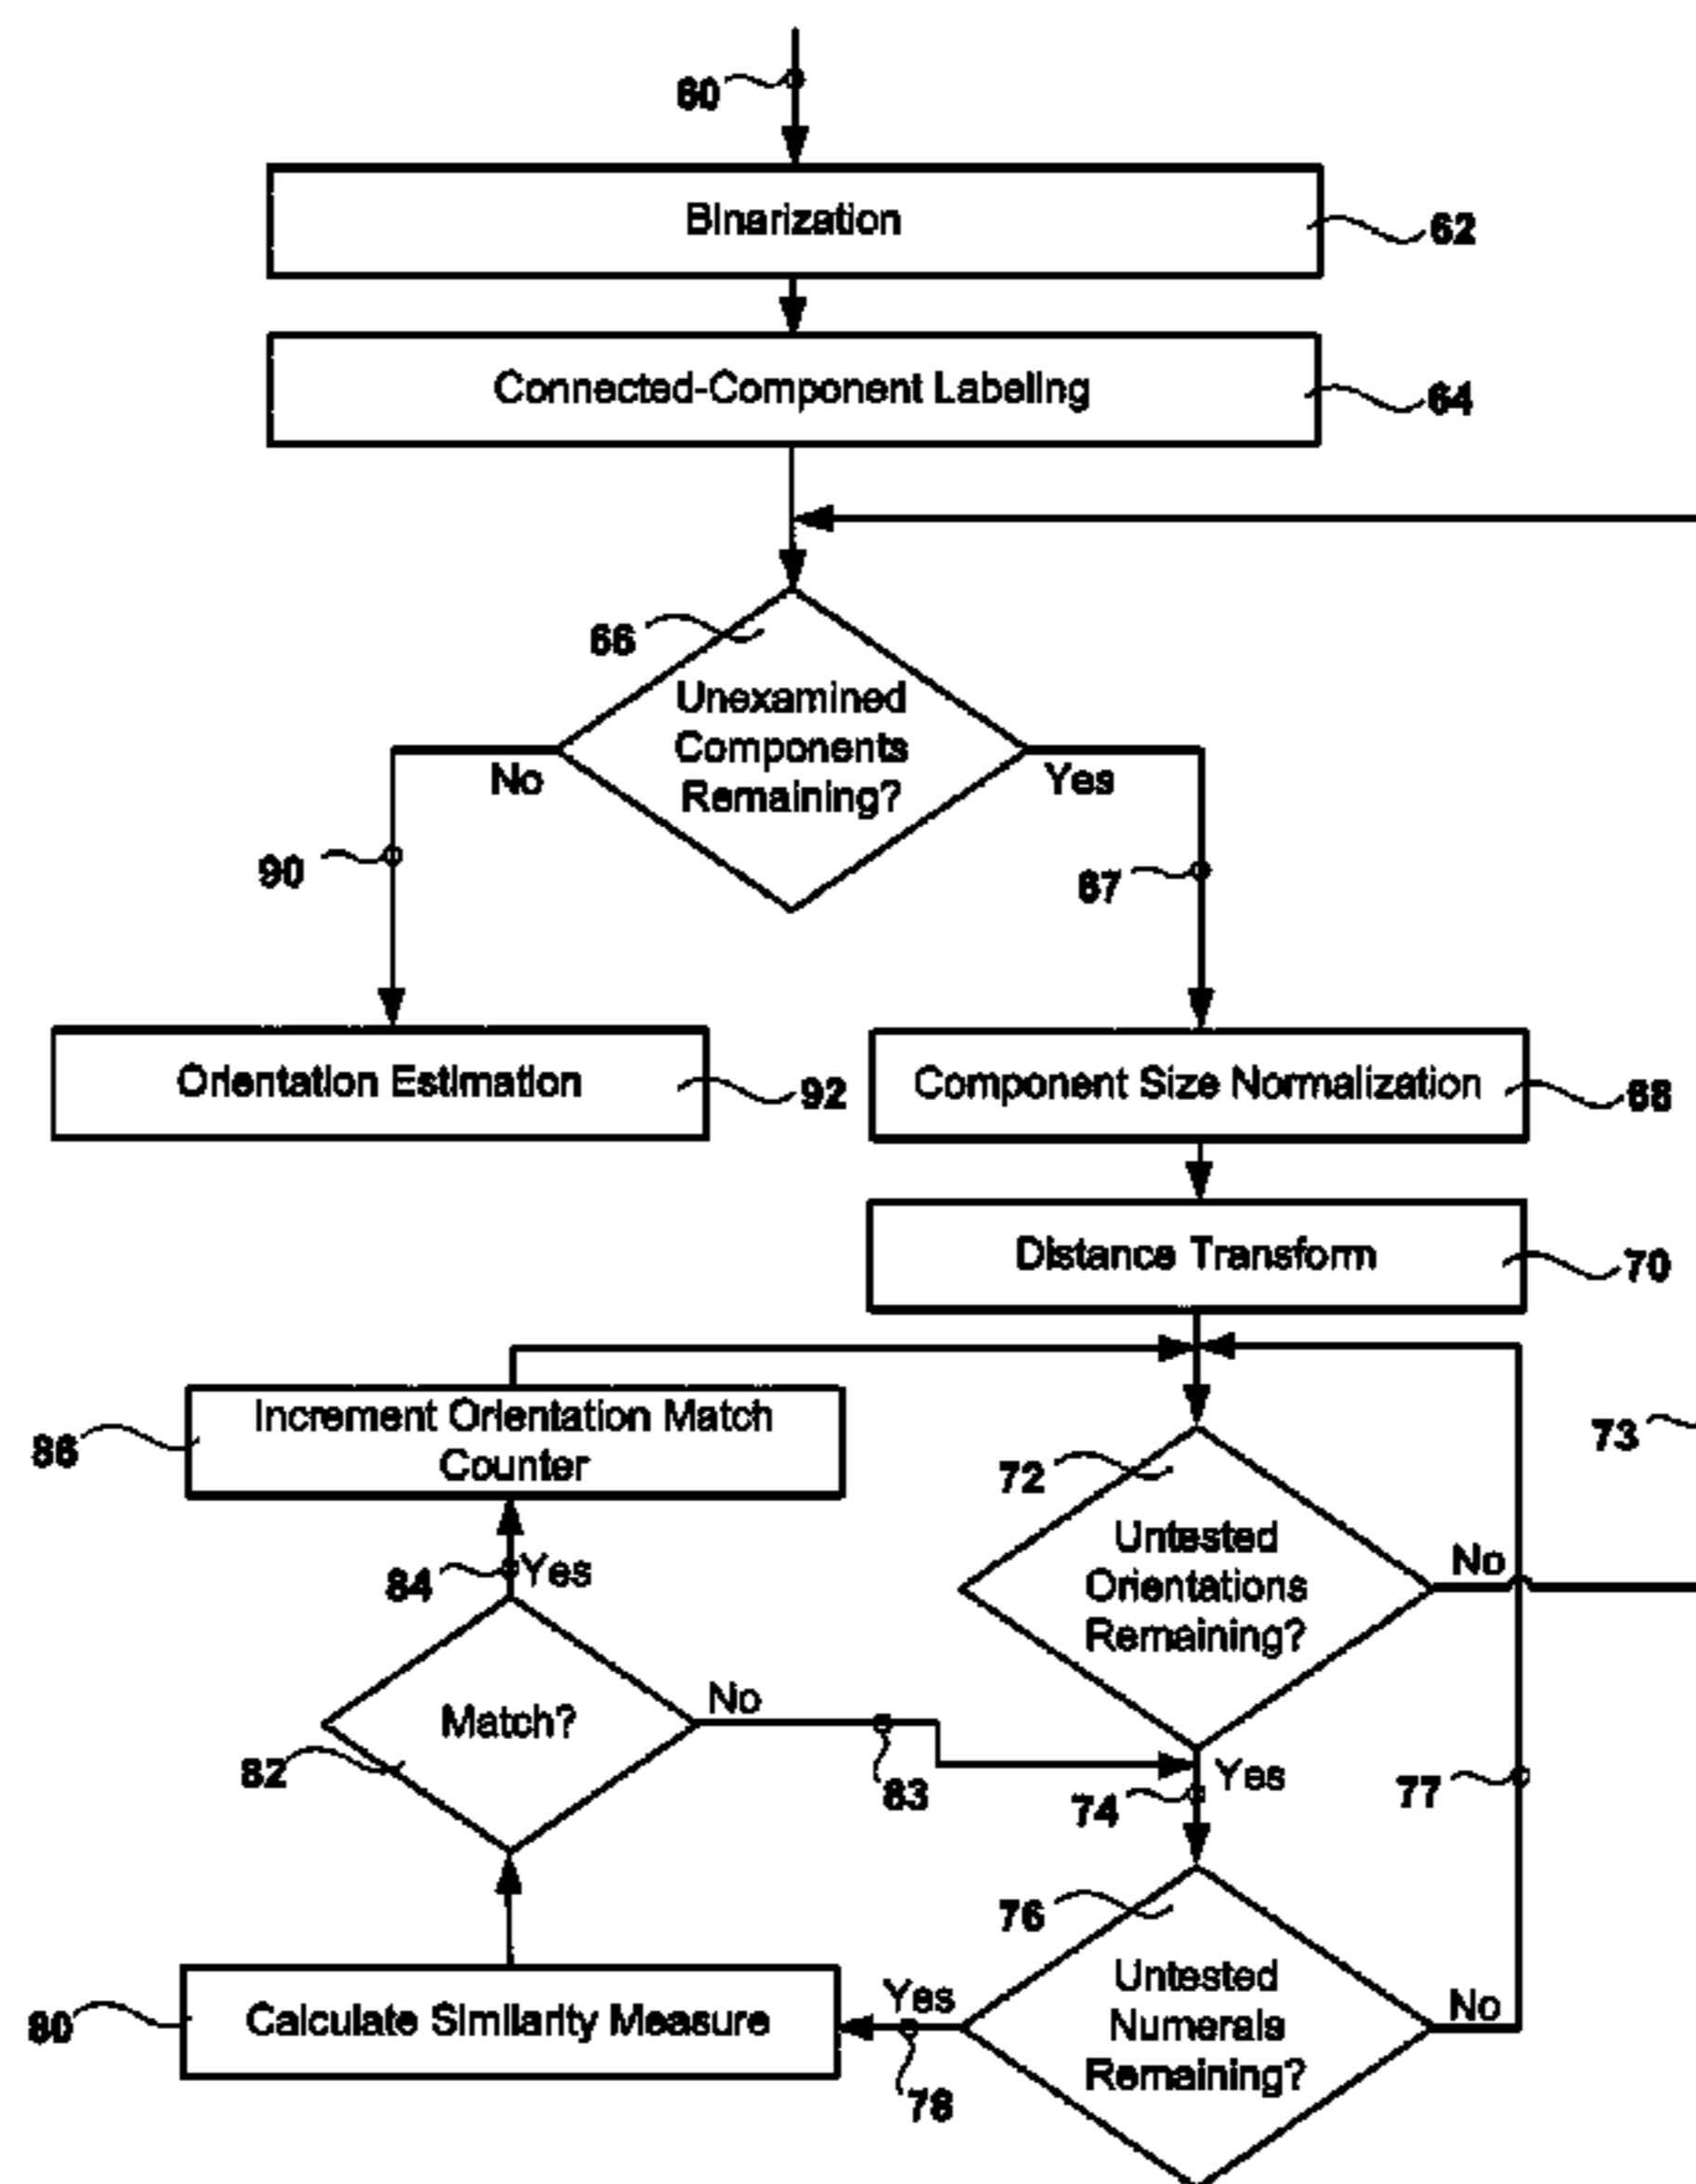 60
Binarization
62
Connected-Component Labeling
64
66
Unexamined
Components
Remaining?
No
Yes
90
67
Orientation Estimation
92
Component Size Normalization
68
Distance Transform
70
Increment Orientation Match
Counter
86
73
72
Untested
Orientations
Remaining?
No
84
Yes
Match?
No
82
83
74
Yes
77
76
Untested
Numerals
Remaining?
No
Yes
Calculate Similarity Measure
80
78